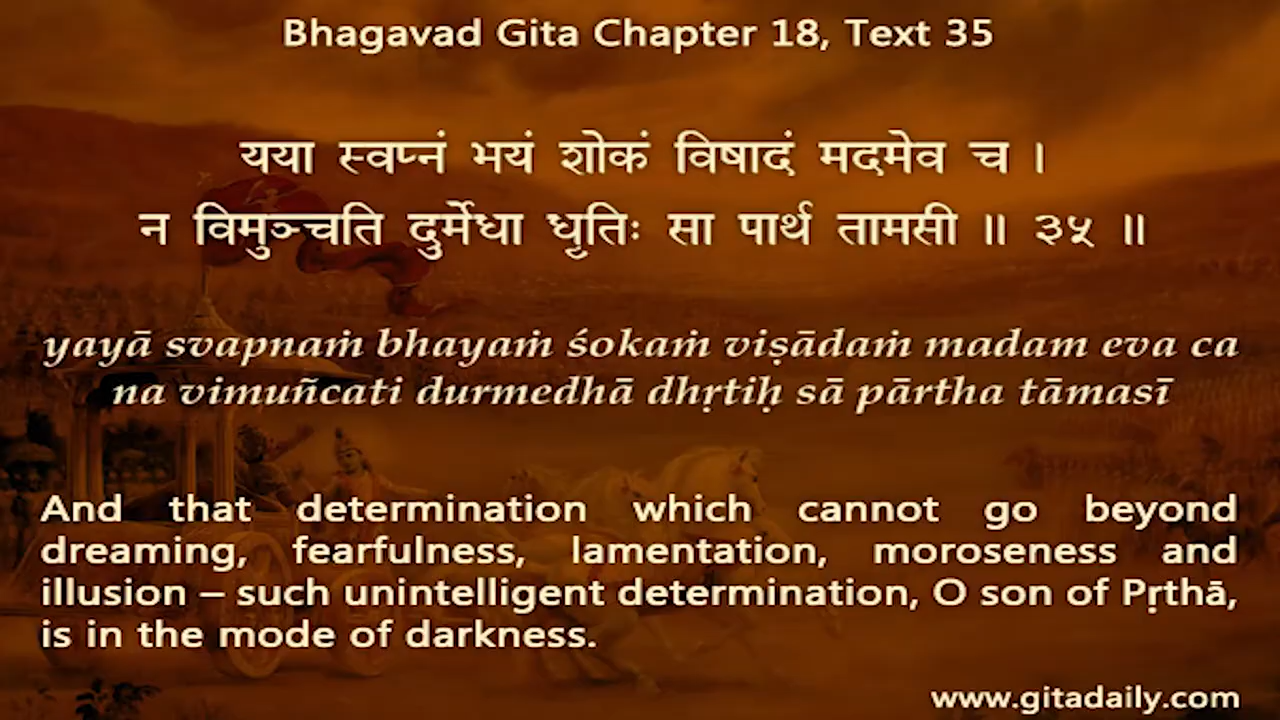 Bhagavad Gita Chapter 18, Text 35
यया स्वप्नं भयं शोकं विषादं मदमेव च ।
न विमुञ्चति दुर्मेधा धृतिः सा पार्थ तामसी ॥ ३५ ॥
yayā svapnaṁ bhayaṁ śokaṁ viṣādaṁ madam eva ca
na vimuñcati durmedhā dhṛtiḥ sā pārtha tāmasī
And that determination which cannot go beyond
dreaming, fearfulness, lamentation, moroseness and
illusion – such unintelligent determination, O son of Pṛthā,
is in the mode of darkness.
www.gitadaily.com